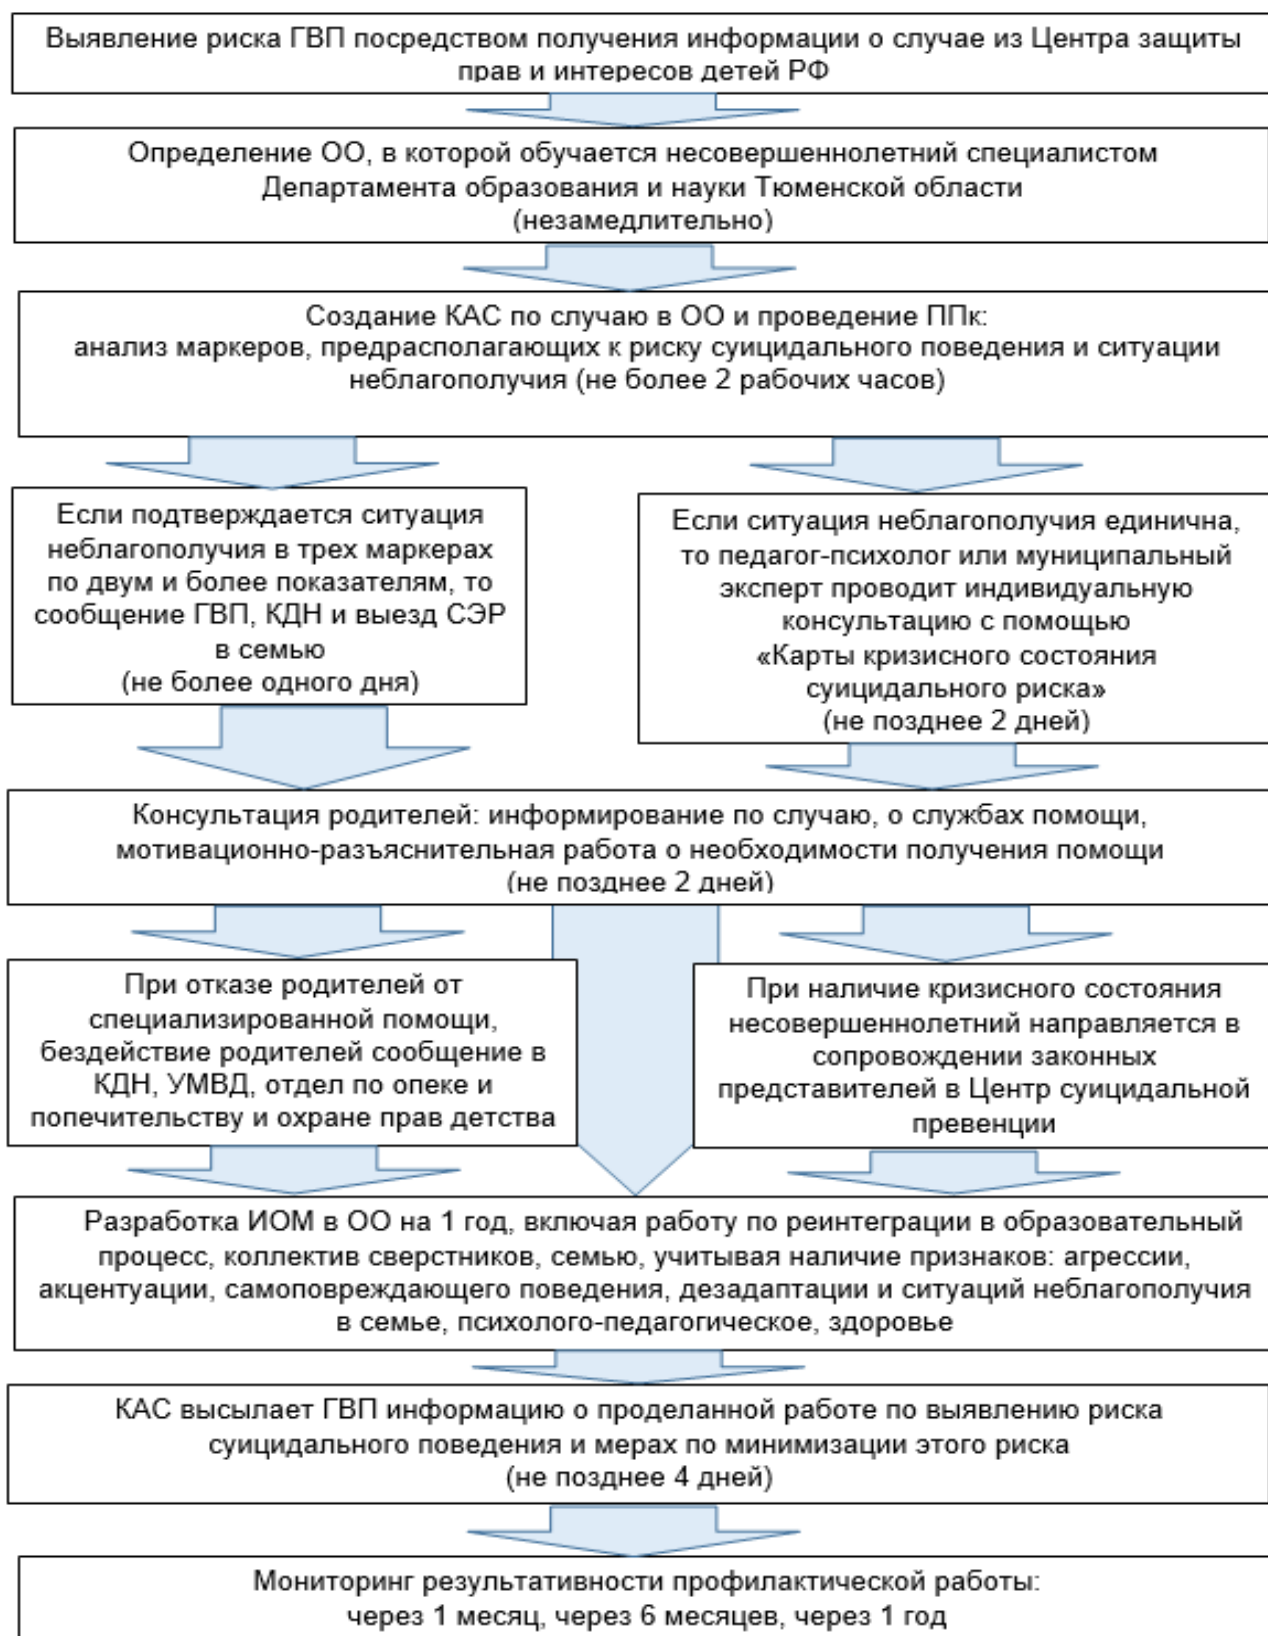 Выявление риска ГВП посредством получения информации о случае из Центра защиты
прав и интересов детей РФ
Определение ОО, в которой обучается несовершеннолетний специалистом
Департамента образования и науки Тюменской области
(незамедлительно)
Создание КАС по случаю в ОО и проведение ППк:
анализ маркеров, предрасполагающих к риску суицидального поведения и ситуации
неблагополучия (не более 2 рабочих часов)
Если подтверждается ситуация
неблагополучия в трех маркерах
по двум и более показателям, то
сообщение ГВП, КДН и выезд СЭР
в семью
(не более одного дня)
Если ситуация неблагополучия единична,
то педагог-психолог или муниципальный
эксперт проводит индивидуальную
консультацию с помощью
«Карты кризисного состояния
суицидального риска»
(не позднее 2 дней)
Консультация родителей: информирование по случаю, о службах помощи,
мотивационно-разъяснительная работа о необходимости получения помощи
(не позднее 2 дней)
При отказе родителей от
специализированной помощи,
бездействие родителей сообщение в
КДН, УМВД, отдел по опеке и
попечительству и охране прав детства
При наличие кризисного состояния
несовершеннолетний направляется в
сопровождении законных
представителей в Центр суицидальной
превенции
Разработка ИОМ в ОО на 1 год, включая работу по реинтеграции в образовательный
процесс, коллектив сверстников, семью, учитывая наличие признаков: агрессии,
акцентуации, самоповреждающего поведения, дезадаптации и ситуаций неблагополучия
в семье, психолого-педагогическое, здоровье
КАС высылает ГВП информацию о проделанной работе по выявлению риска
суицидального поведения и мерах по минимизации этого риска
(не позднее 4 дней)
Мониторинг результативности профилактической работы:
через 1 месяц, через 6 месяцев, через 1 год